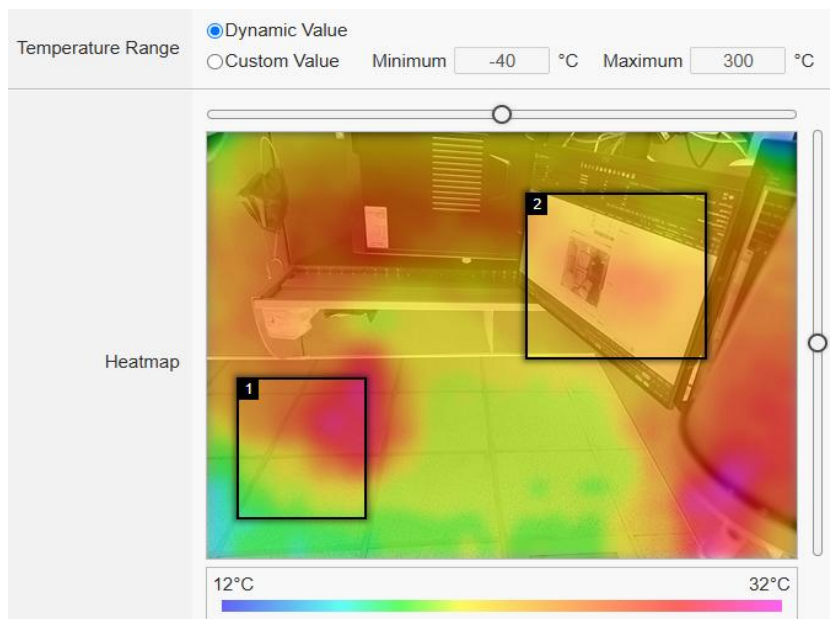 Temperature Range
Dynamic Value
Custom Value Minimum -40 °C Maximum 300 °C
Heatmap
2
1
12°C 32°C